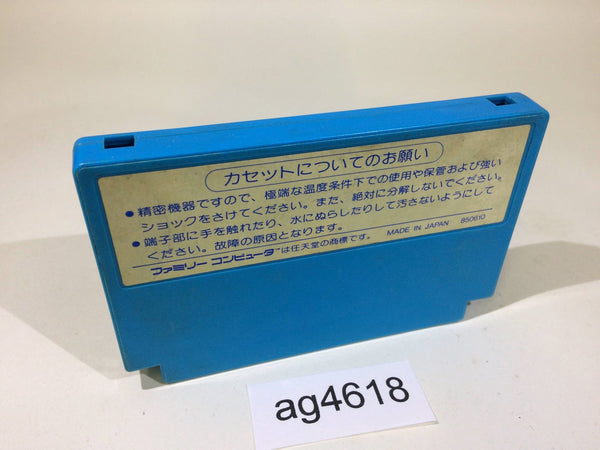 カセットについてのお願い
●精密機器ですので、極端な温度条件下での使用や保管および強い
ショックをさけてください。また、絶対に分解しないでください。
●端子部に手を触れたり、水にぬらしたりして汚さないようにして
ください。故障の原因となります。
ファミリー コンピュータ™は任天堂の商標です。 MADE IN JAPAN 850610
ag4618